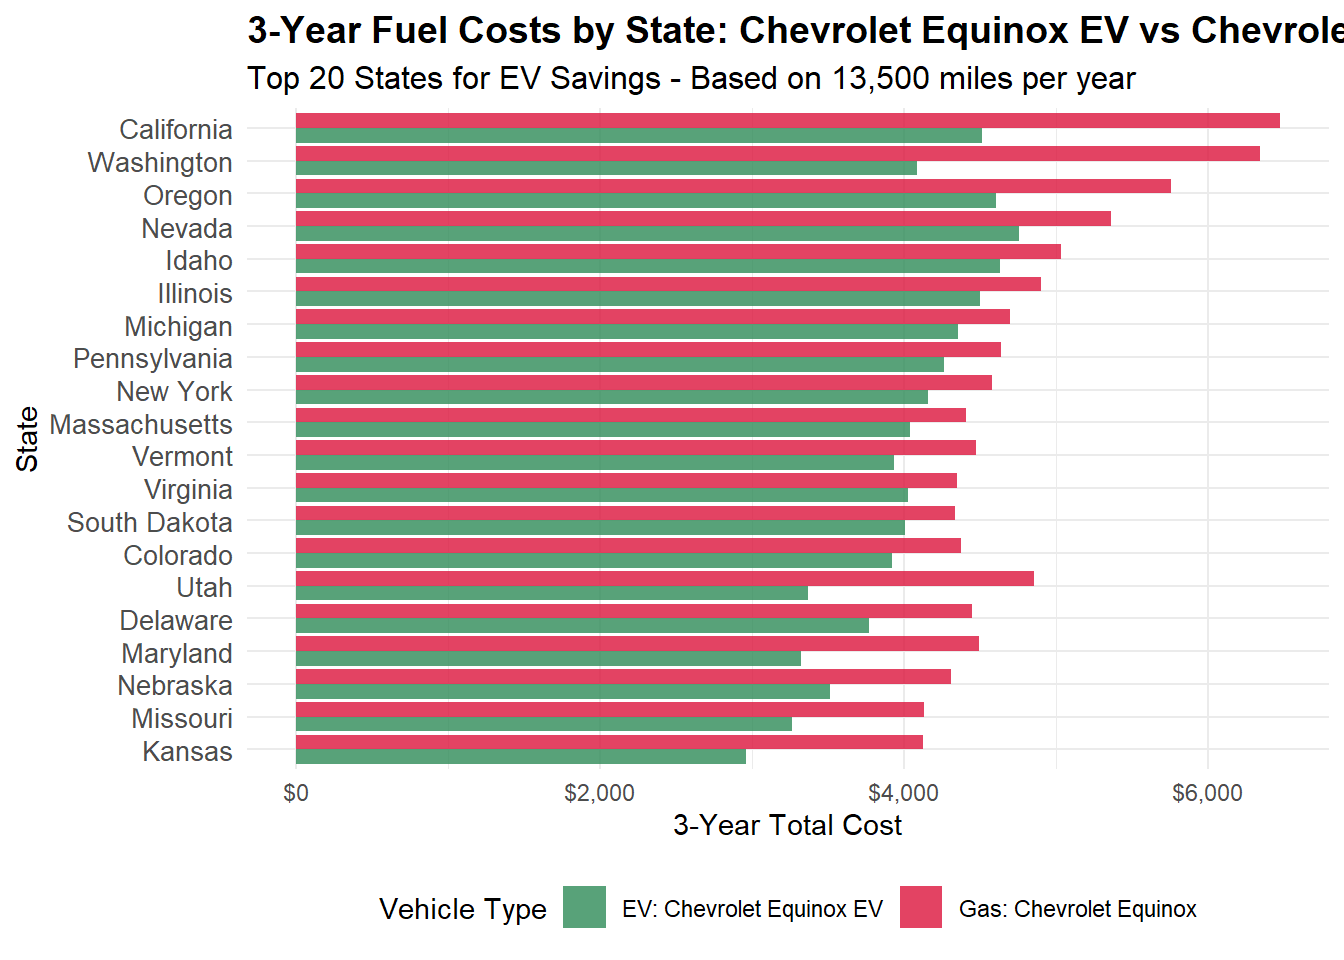 3-Year Fuel Costs by State: Chevrolet Equinox EV vs Chevrole
Top 20 States for EV Savings - Based on 13,500 miles per year
State
California
Washington
Oregon
Nevada
Idaho
Illinois
Michigan
Pennsylvania
New York
Massachusetts
Vermont
Virginia
South Dakota
Colorado
Utah
Delaware
Maryland
Nebraska
Missouri
Kansas
$0 $2,000 $4,000 $6,000
3-Year Total Cost
Vehicle Type EV: Chevrolet Equinox EV Gas: Chevrolet Equinox